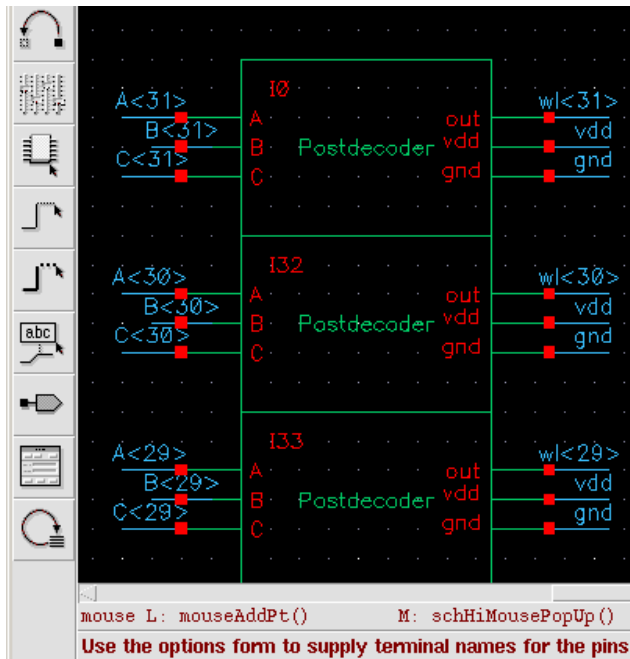 I0
A<31> A out wl<31>
B<31> B Postdecoder vdd vdd
C<31> C gnd gnd
I32
A<30> A out wl<30>
B<30> B Postdecoder vdd vdd
C<30> C gnd gnd
abc
I33
A<29> A out wl<29>
B<29> B Postdecoder vdd vdd
C<29> C gnd gnd
mouse L: mouseAddPt() M: schHiMousePopUp()
Use the options form to supply terminal names for the pins